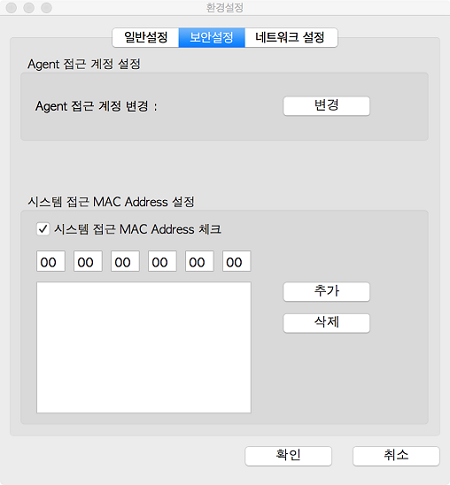 환경설정
일반설정 보안설정 네트워크 설정
Agent 접근 계정 설정
Agent 접근 계정 변경 : 변경
시스템 접근 MAC Address 설정
시스템 접근 MAC Address 체크
00 00 00 00 00 00
추가
삭제
확인 취소